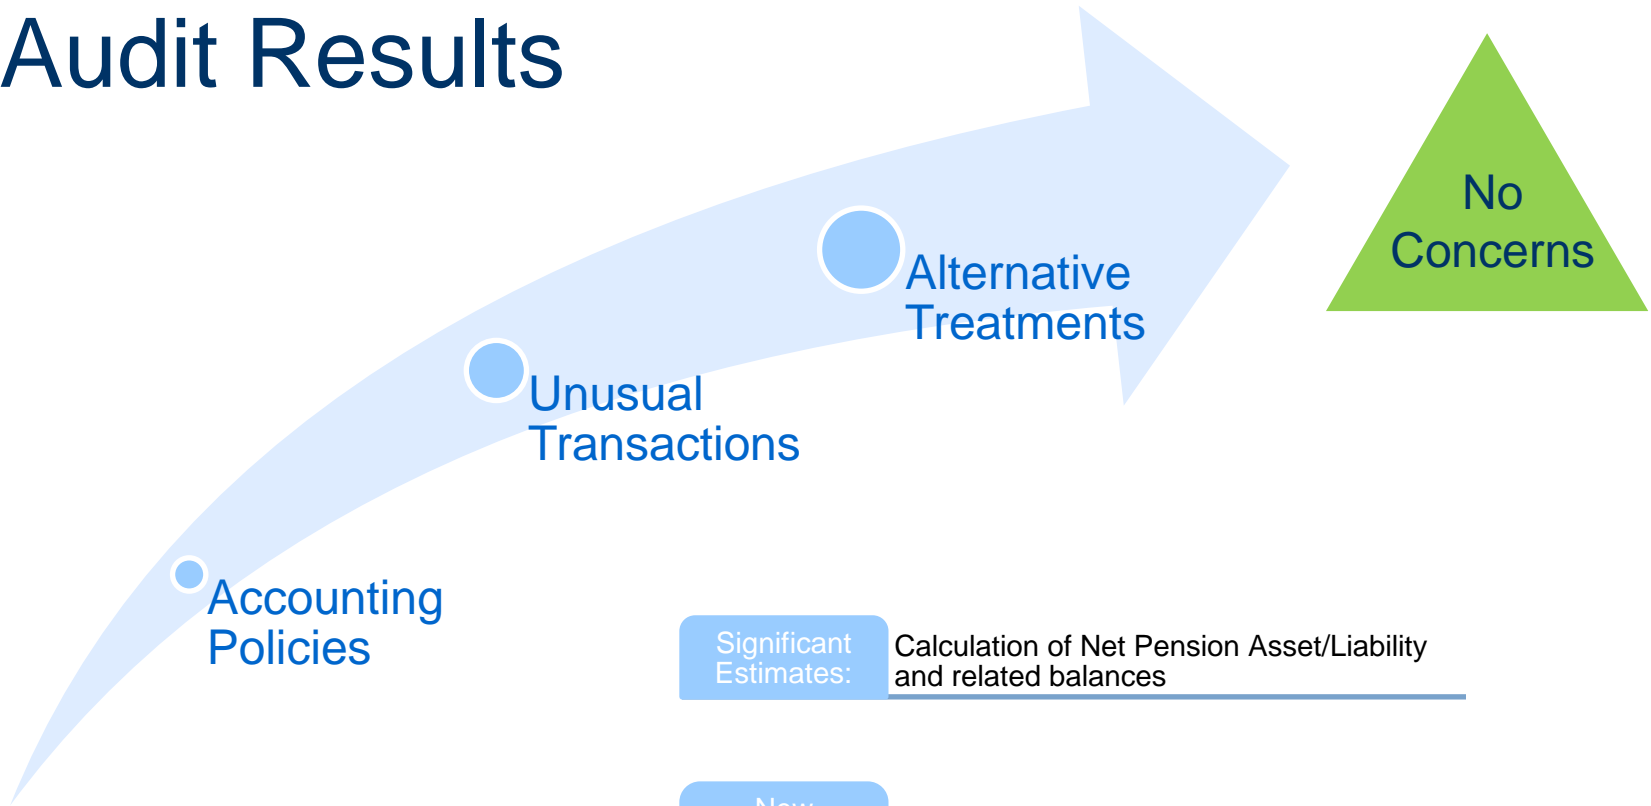 Audit Results
No
Concerns
Alternative
Treatments
Unusual
Transactions
Accounting
Policies
Significant
Estimates:
Calculation of Net Pension Asset/Liability
and related balances
New